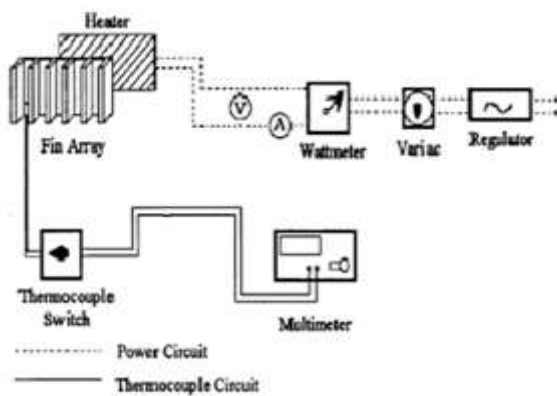 Heater
V
A
Fin Array
Wattmeter
Variac
Regulator
Thermocouple
Switch
Multimeter
Power Circuit
Thermocouple Circuit